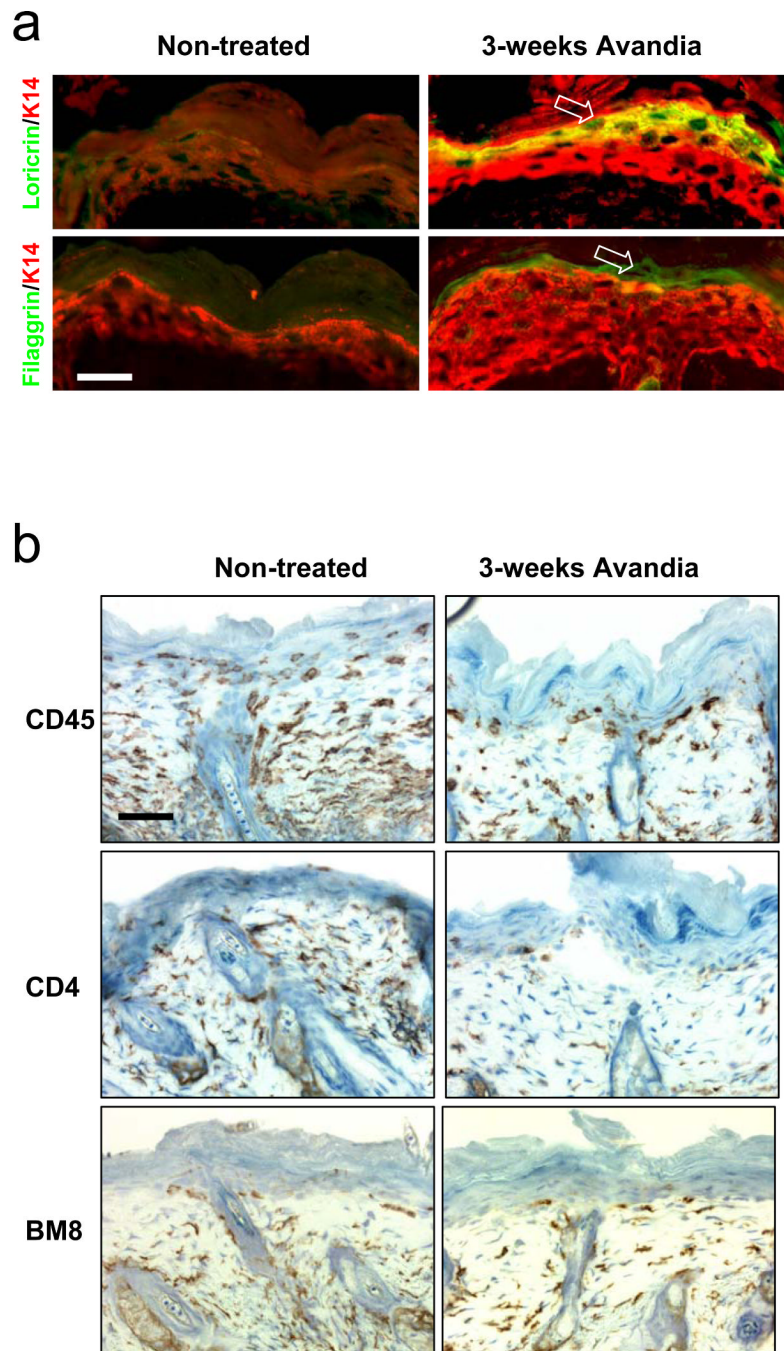 a
Non-treated 3-weeks Avandia
Loricrin/K14
Filaggrin/K14
b
Non-treated 3-weeks Avandia
CD45
CD4
BM8